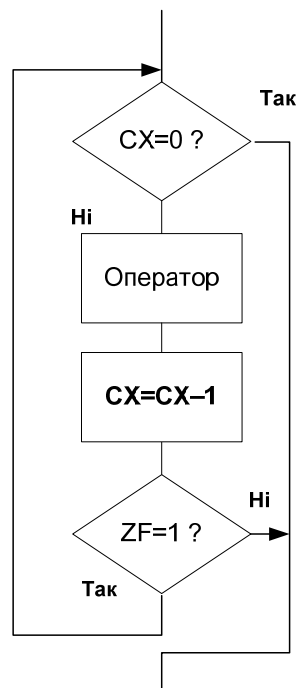 Так
CX=0 ?
Ні
Оператор
CX=CX–1
Ні
ZF=1 ?
Так